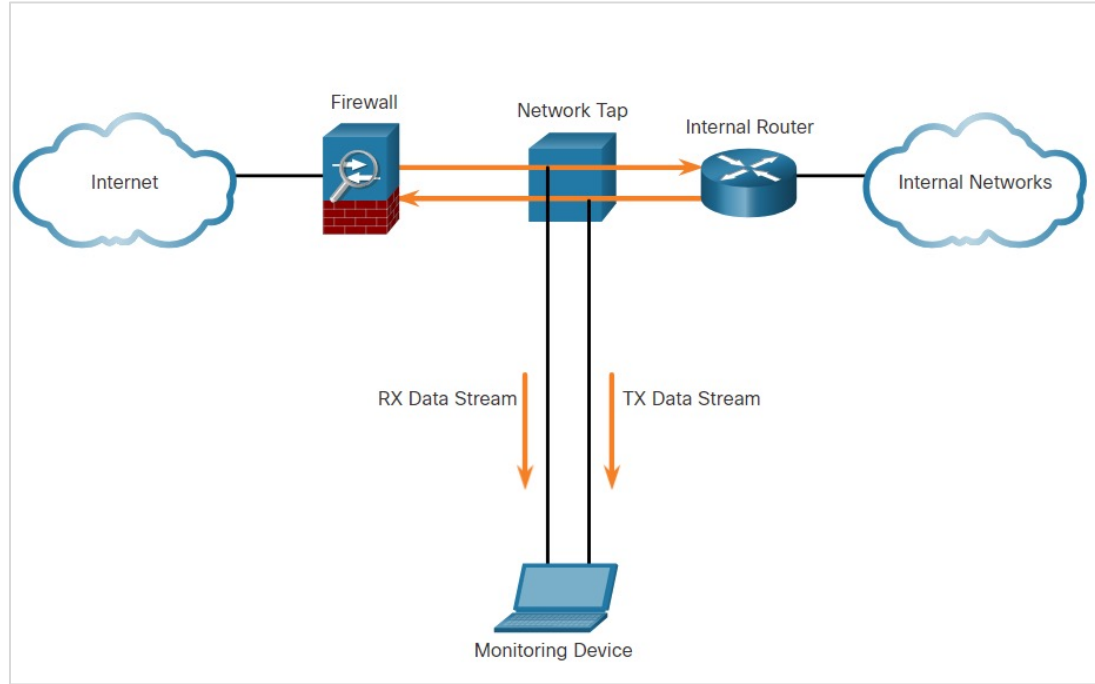 Firewall
Network Tap
Internal Router
Internet
Internal Networks
RX Data Stream
TX Data Stream
Monitoring Device